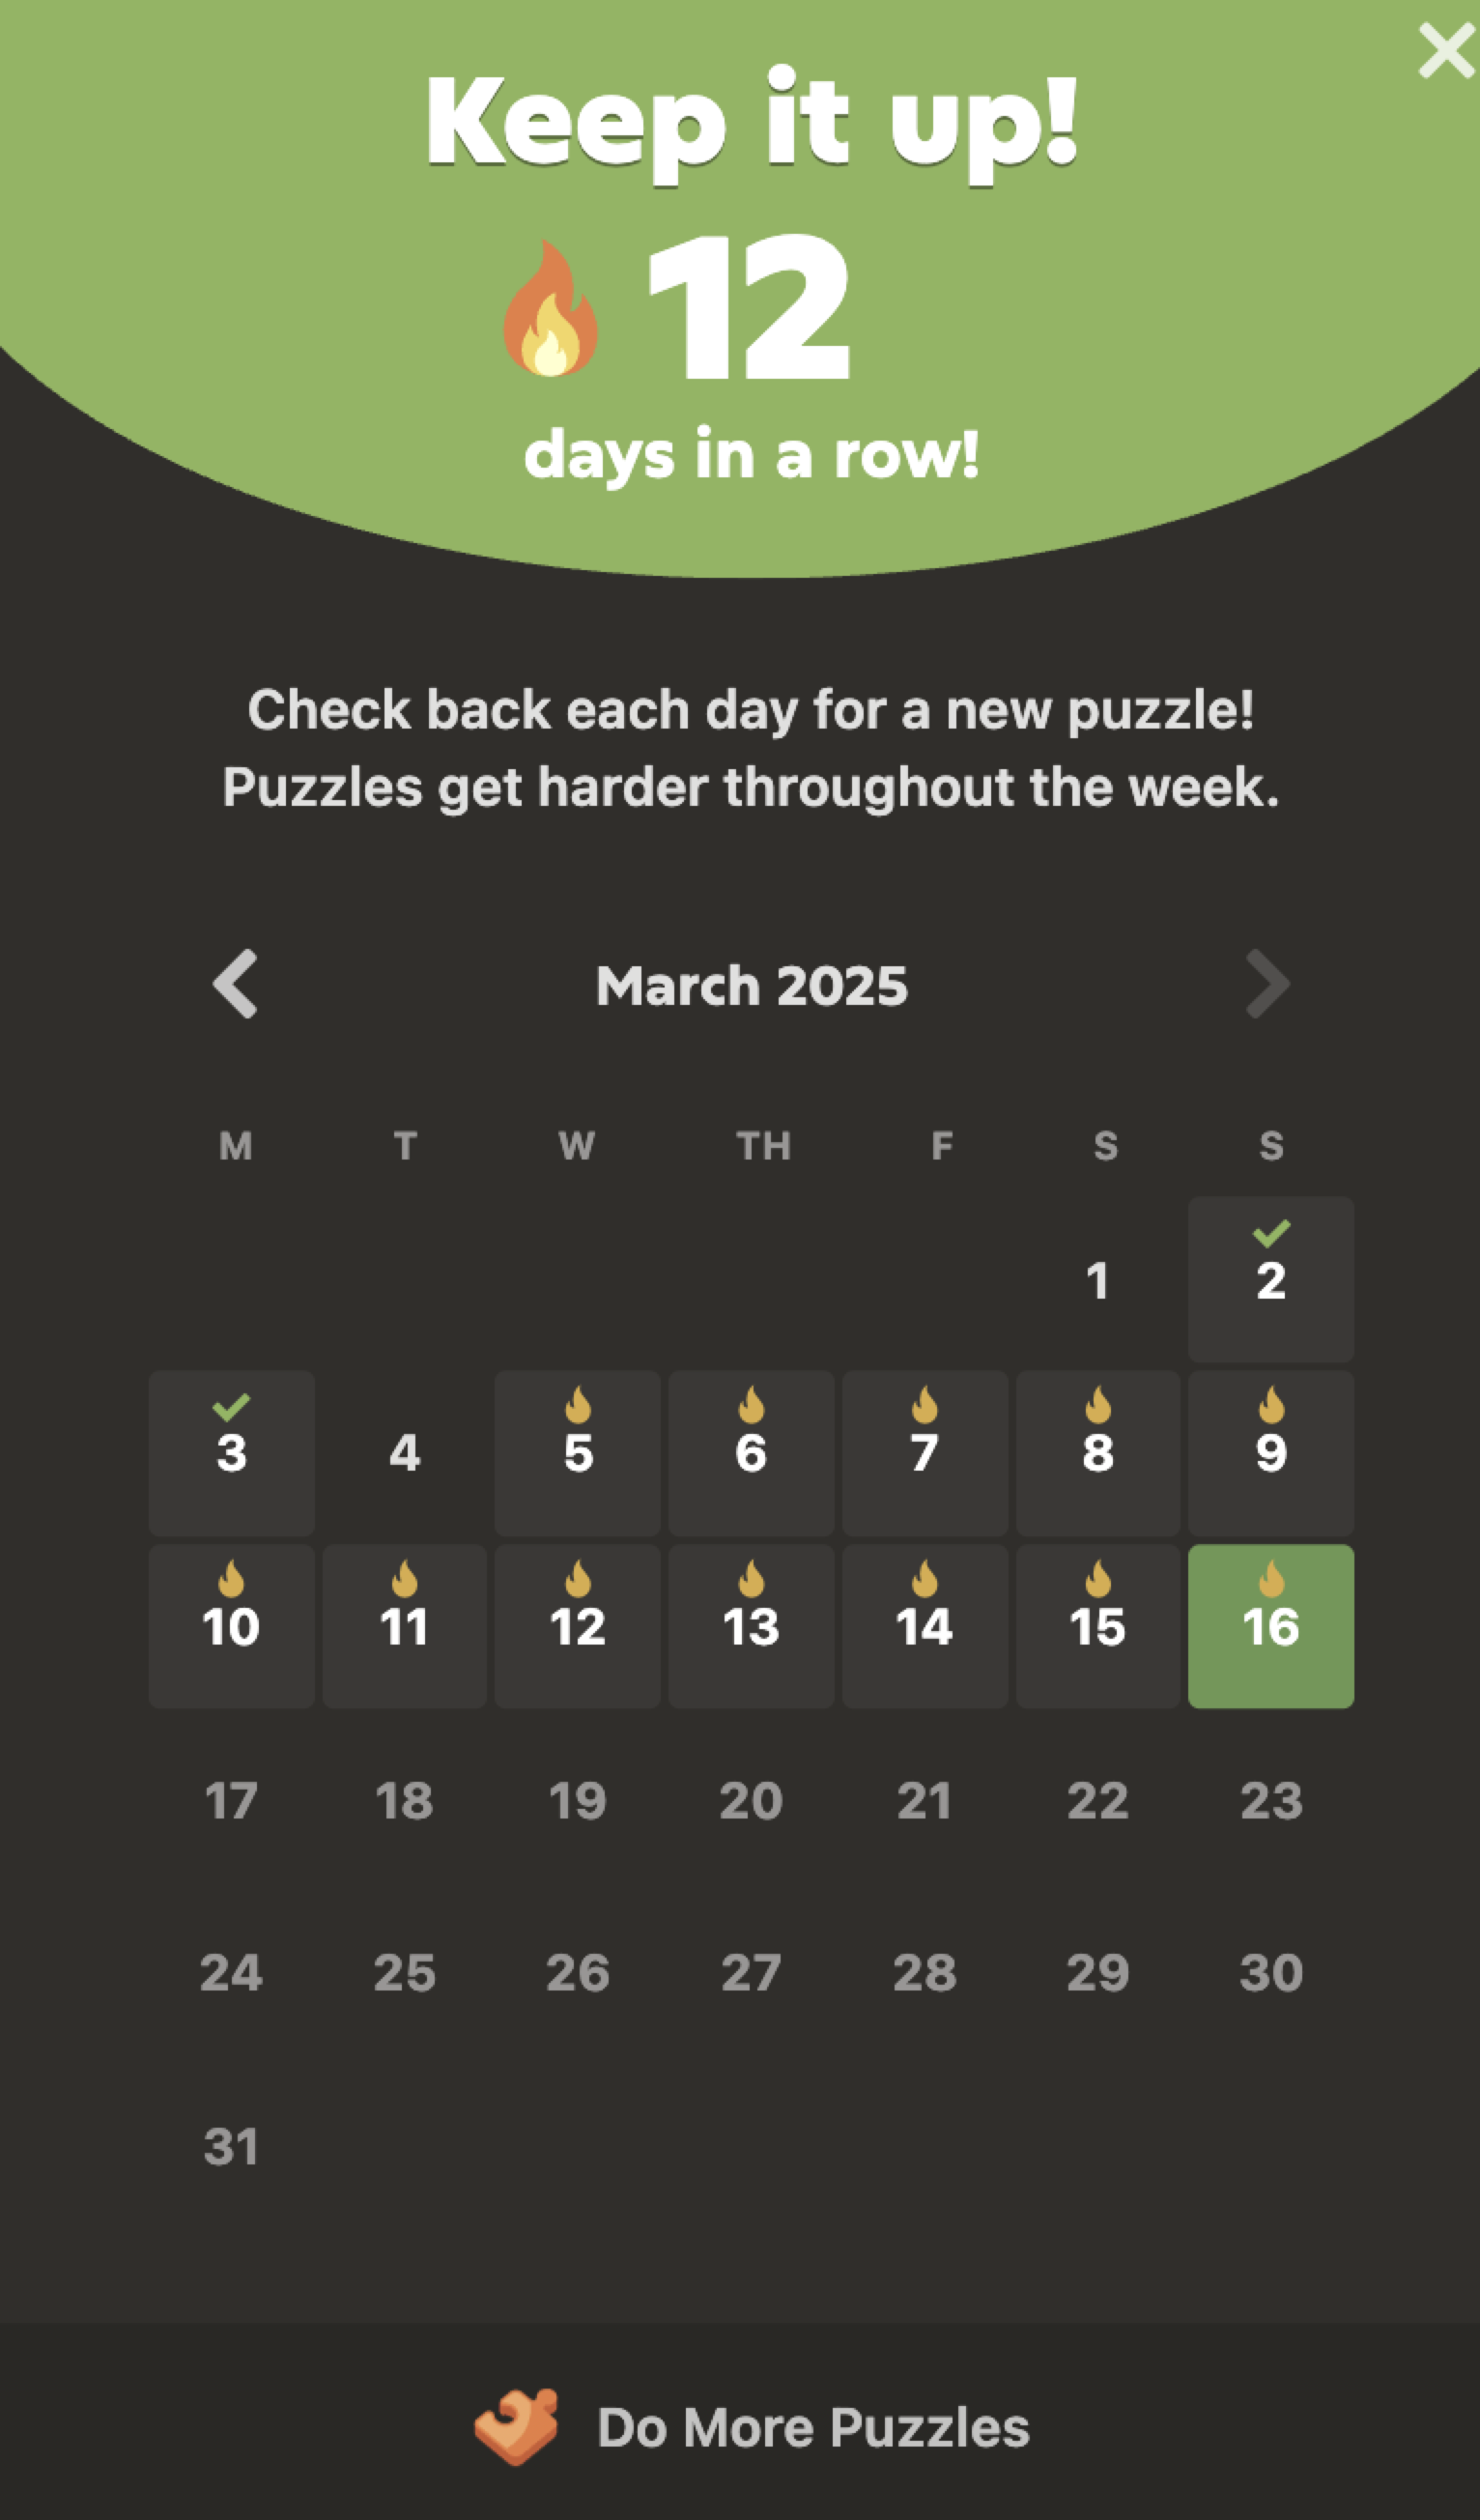 Keep it up!
12
days in a row!
Check back each day for a new puzzle!
Puzzles get harder throughout the week.
March 2025
M T W TH F S S
1 2
3 4 5 6 7 8 9
10 11 12 13 14 15 16
17 18 19 20 21 22 23
24 25 26 27 28 29 30
31
Do More Puzzles